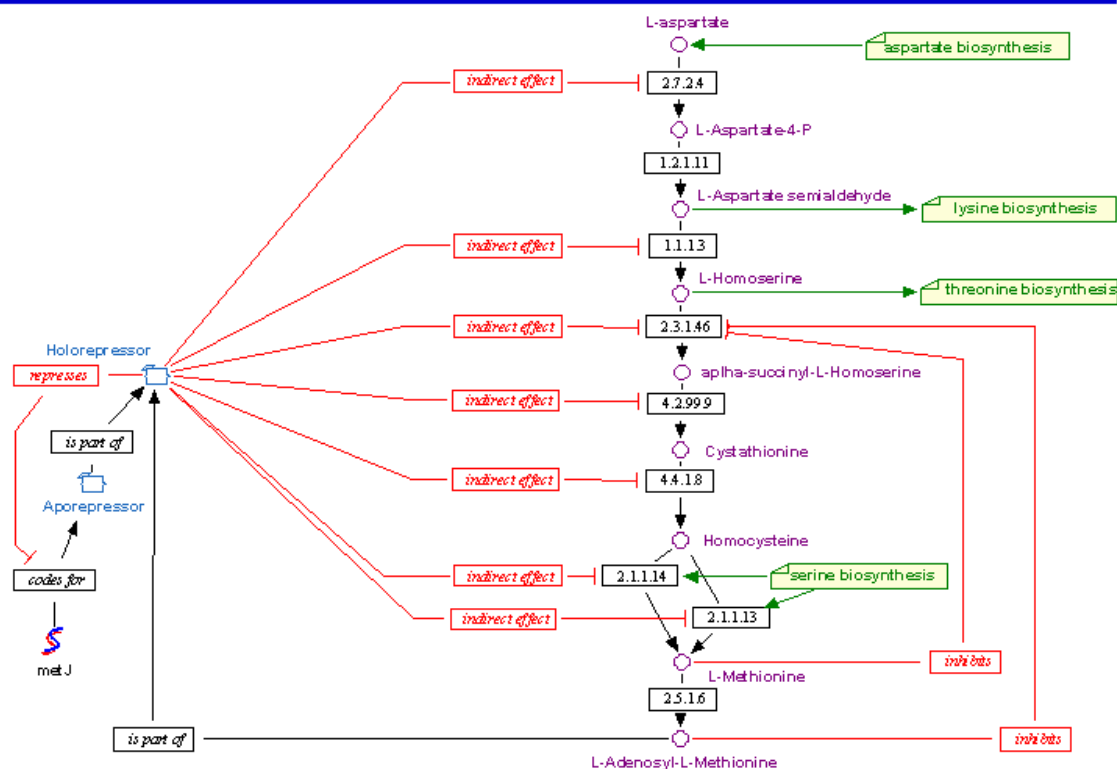 L-aspartate
aspartate biosynthesis
indirect effect
2.7.2.4
L-Aspartate-4-P
1.2.1.11
L-Aspartate semialdehyde
lysine biosynthesis
indirect effect
1.1.1.3
L-Homoserine
threonine biosynthesis
indirect effect
2.3.1.46
Holorepressor
represses
aplha-succinyl-L-Homoserine
indirect effect
4.2.99.9
is part of
Cystathionine
indirect effect
4.4.1.8
Aporepressor
Homocysteine
codes for
indirect effect
2.1.1.14
serine biosynthesis
indirect effect
2.1.1.13
metJ
inhibits
L-Methionine
2.5.1.6
is part of
inhibits
L-Adenosyl-L-Methionine